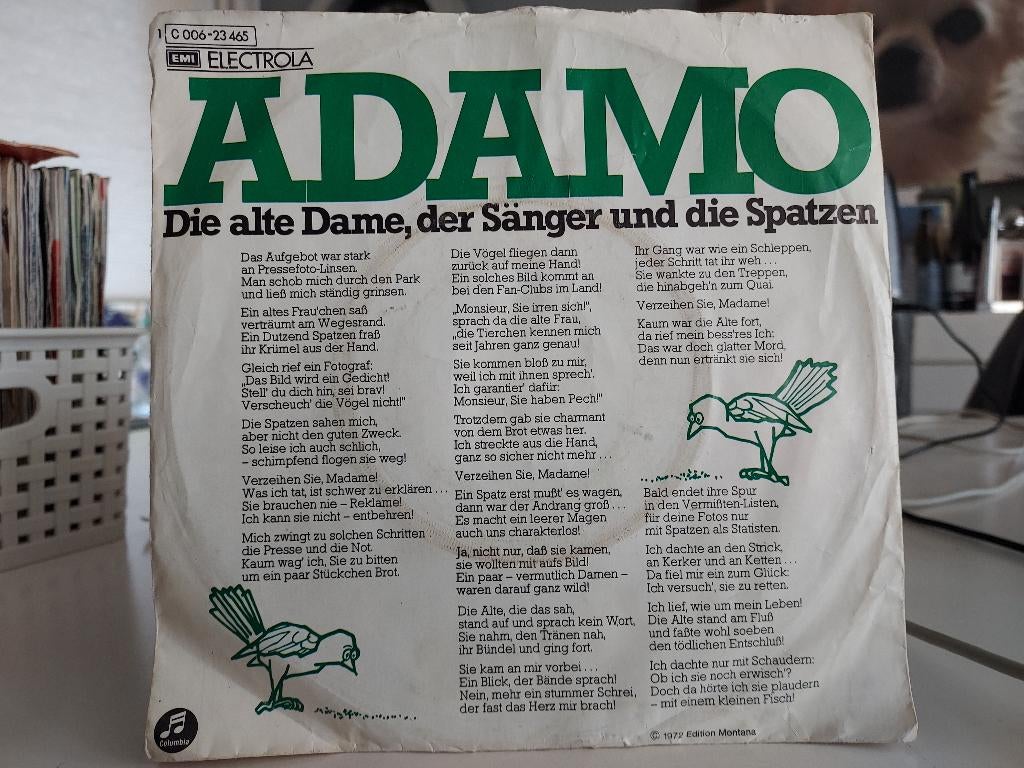 1 C 006-23 465
EMI ELECTROLA
ADAMO
Die alte Dame, der Sänger und die Spatzen
Das Aufgebot war stark
an Pressefoto-Linsen.
Man schob mich durch den Park
und ließ mich ständig grinsen.
Ein altes Frau'chen saß
verträumt am Wegesrand.
Ein Dutzend Spatzen fraß
ihr Krümel aus der Hand.
Gleich rief ein Fotograf:
„Das Bild wird ein Gedicht!
Stell' du dich hin, sei brav!
Verscheuch' die Vögel nicht!"
Die Spatzen sahen mich,
aber nicht den guten Zweck.
So leise ich auch schlich,
– schimpfend flogen sie weg!
Verzeihen Sie, Madame!
Was ich tat, ist schwer zu erklären...
Sie brauchen nie – Reklame!
Ich kann sie nicht – entbehren!
Mich zwingt zu solchen Schritten
die Presse und die Not.
Kaum wag' ich, Sie zu bitten
um ein paar Stückchen Brot.
Die Vögel fliegen dann
zurück auf meine Hand!
Ein solches Bild kommt an
bei den Fan-Clubs im Land!
„Monsieur, Sie irren sich!",
sprach da die alte Frau,
„die Tierchen kennen mich
seit Jahren ganz genau!
Sie kommen bloß zu mir,
weil ich mit ihnen sprech'.
Ich garantier' dafür:
Monsieur, Sie haben Pech!"
Trotzdem gab sie charmant
von dem Brot etwas her.
Ich streckte aus die Hand,
ganz so sicher nicht mehr...
Verzeihen Sie, Madame!
Ein Spatz erst mußt' es wagen,
dann war der Andrang groß...
Es macht ein leerer Magen
auch uns charakterlos!
Ja, nicht nur, daß sie kamen,
sie wollten mit aufs Bild!
Ein paar – vermutlich Damen –
waren darauf ganz wild!
Die Alte, die das sah,
stand auf und sprach kein Wort,
Sie nahm, den Tränen nah,
ihr Bündel und ging fort.
Sie kam an mir vorbei...
Ein Blick, der Bände sprach!
Nein, mehr ein stummer Schrei,
der fast das Herz mir brach!
Ihr Gang war wie ein Schleppen,
jeder Schritt tat ihr weh...
Sie wankte zu den Treppen,
die hinabgeh'n zum Quai.
Verzeihen Sie, Madame!
Kaum war die Alte fort,
da rief mein bess'res Ich:
Das war doch glatter Mord,
denn nun ertränkt sie sich!
Bald endet ihre Spur
in den Vermißten-Listen,
für deine Fotos nur
mit Spatzen als Statisten.
Ich dachte an den Strick,
an Kerker und an Ketten...
Da fiel mir ein zum Glück:
Ich versuch', sie zu retten.
Ich lief, wie um mein Leben!
Die Alte stand am Fluß
und faßte wohl soeben
den tödlichen Entschluß!
Ich dachte nur mit Schaudern:
Ob ich sie noch erwisch'?
Doch da hörte ich sie plaudern
– mit einem kleinen Fisch!
Columbia
© 1972 Edition Montana